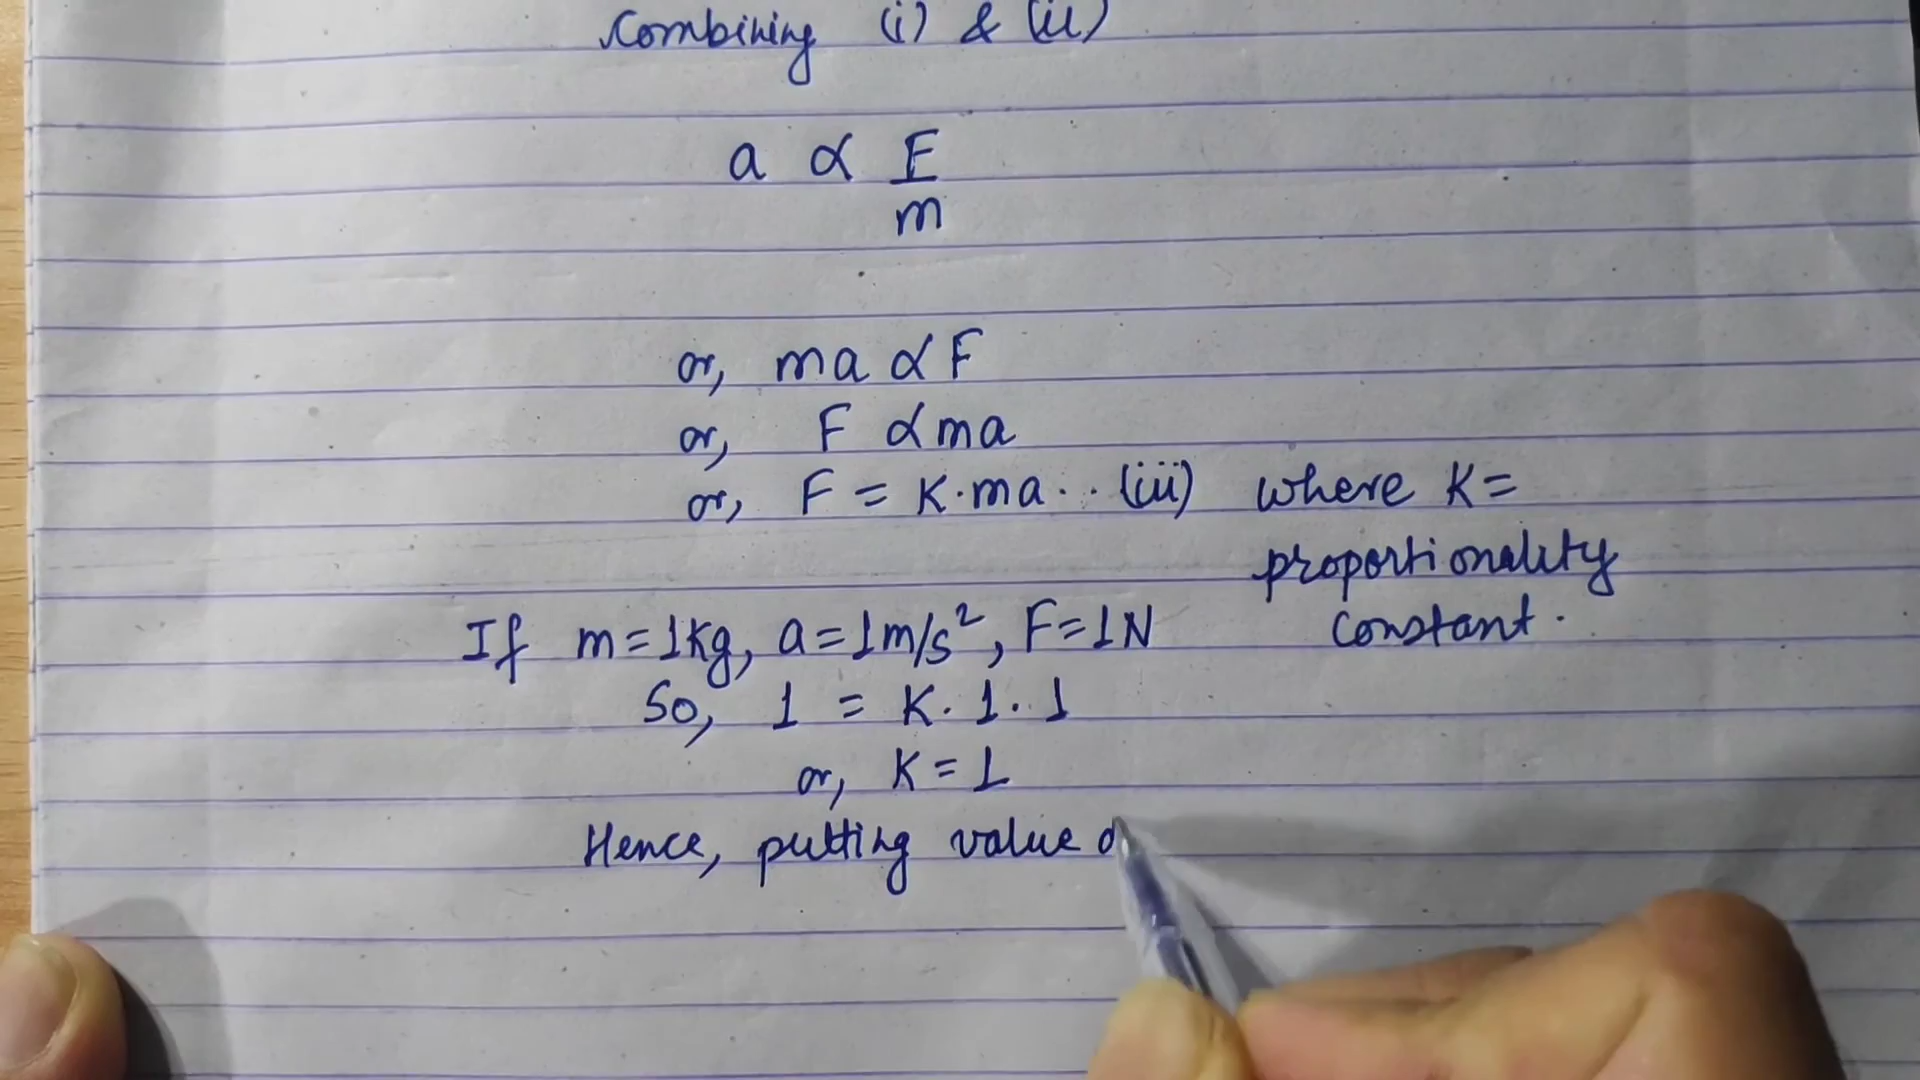 Combining (i) & (ii)
a ∝ F/m
or, ma ∝ F
or, F ∝ ma
or, F = K·ma .. (iii) where K =
proportionality
constant.
If m = 1kg, a = 1m/s², F = 1N
So, 1 = K. 1. 1
or, K = 1
Hence, putting value o